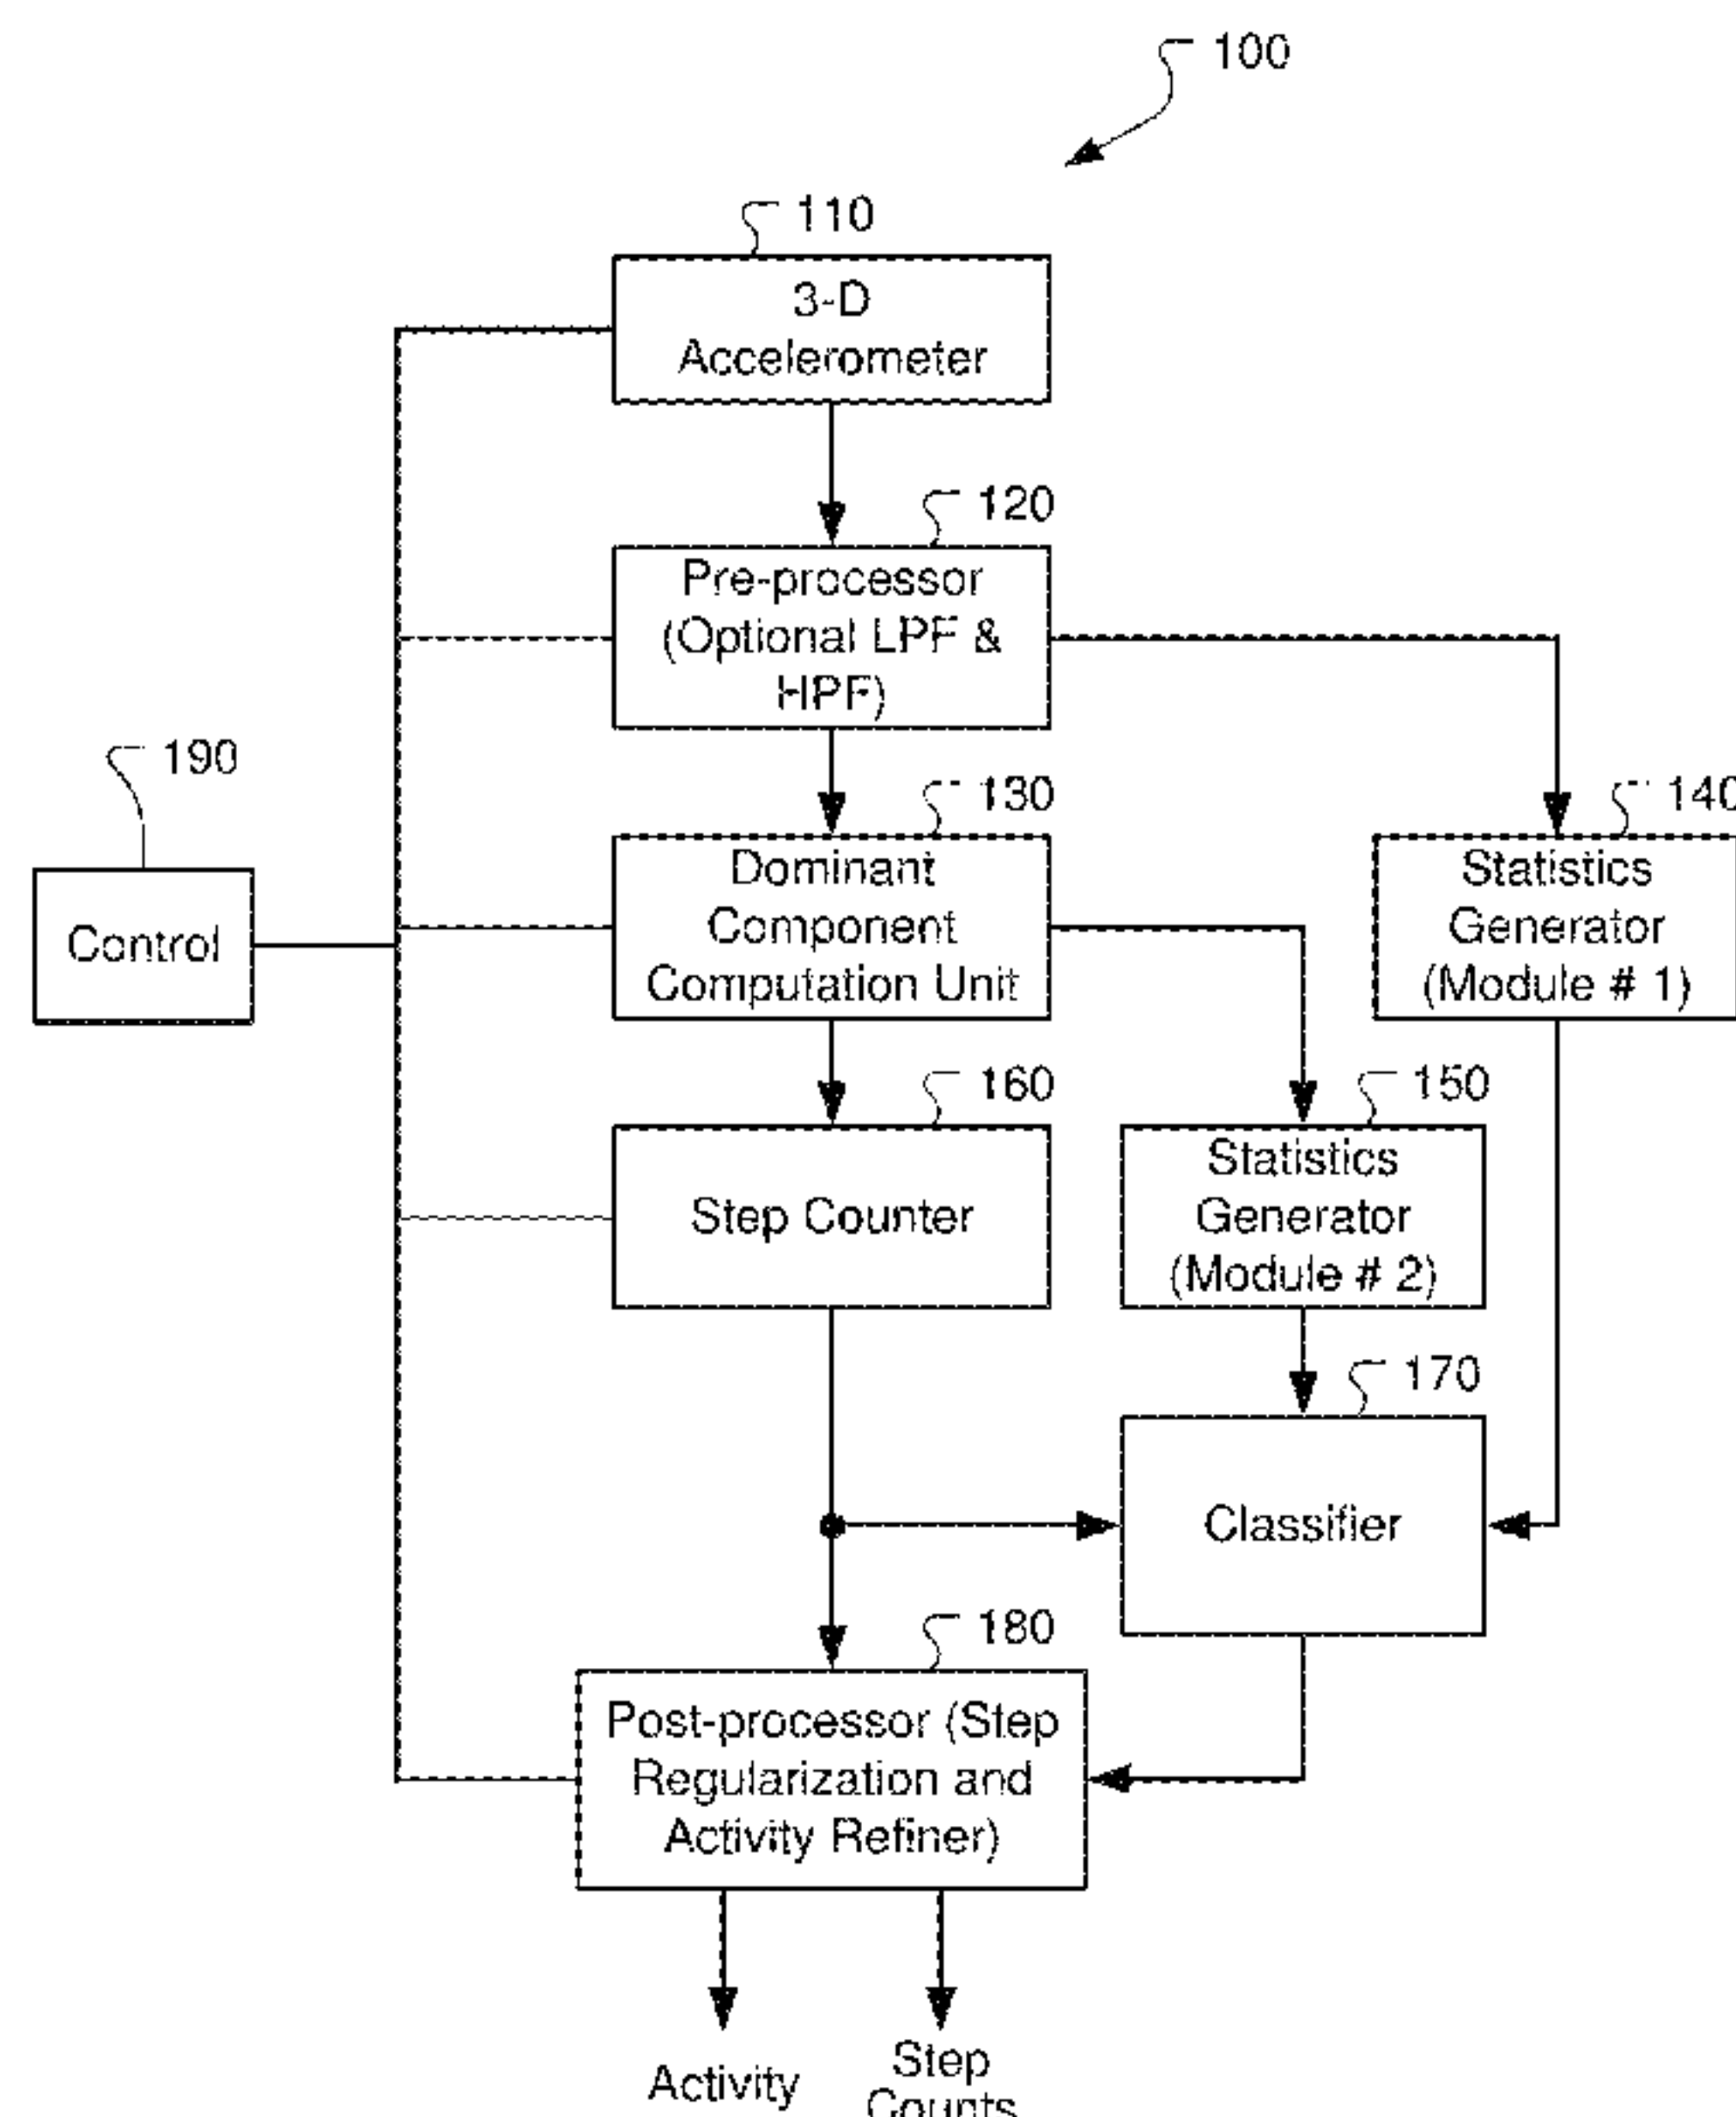 100
110
3-D
Accelerometer
120
Pre-processor
(Optional LPF &
HPF)
190
Control
130
Dominant
Component
Computation Unit
140
Statistics
Generator
(Module # 1)
160
Step Counter
150
Statistics
Generator
(Module # 2)
170
Classifier
180
Post-processor (Step
Regularization and
Activity Refiner)
Activity
Step
Counts